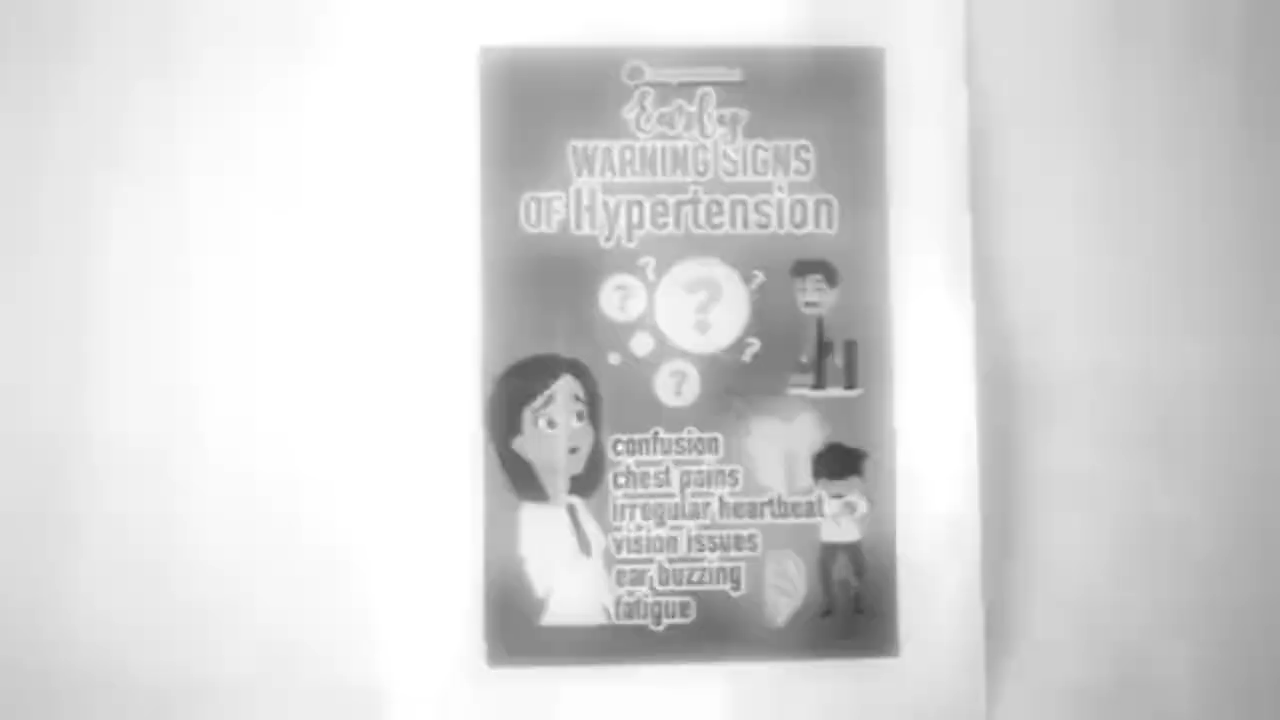 Early
WARNING SIGNS
OF Hypertension
? ? ? ?
?
?
confusion
chest pains
irregular heartbeat
vision issues
ear buzzing
fatigue